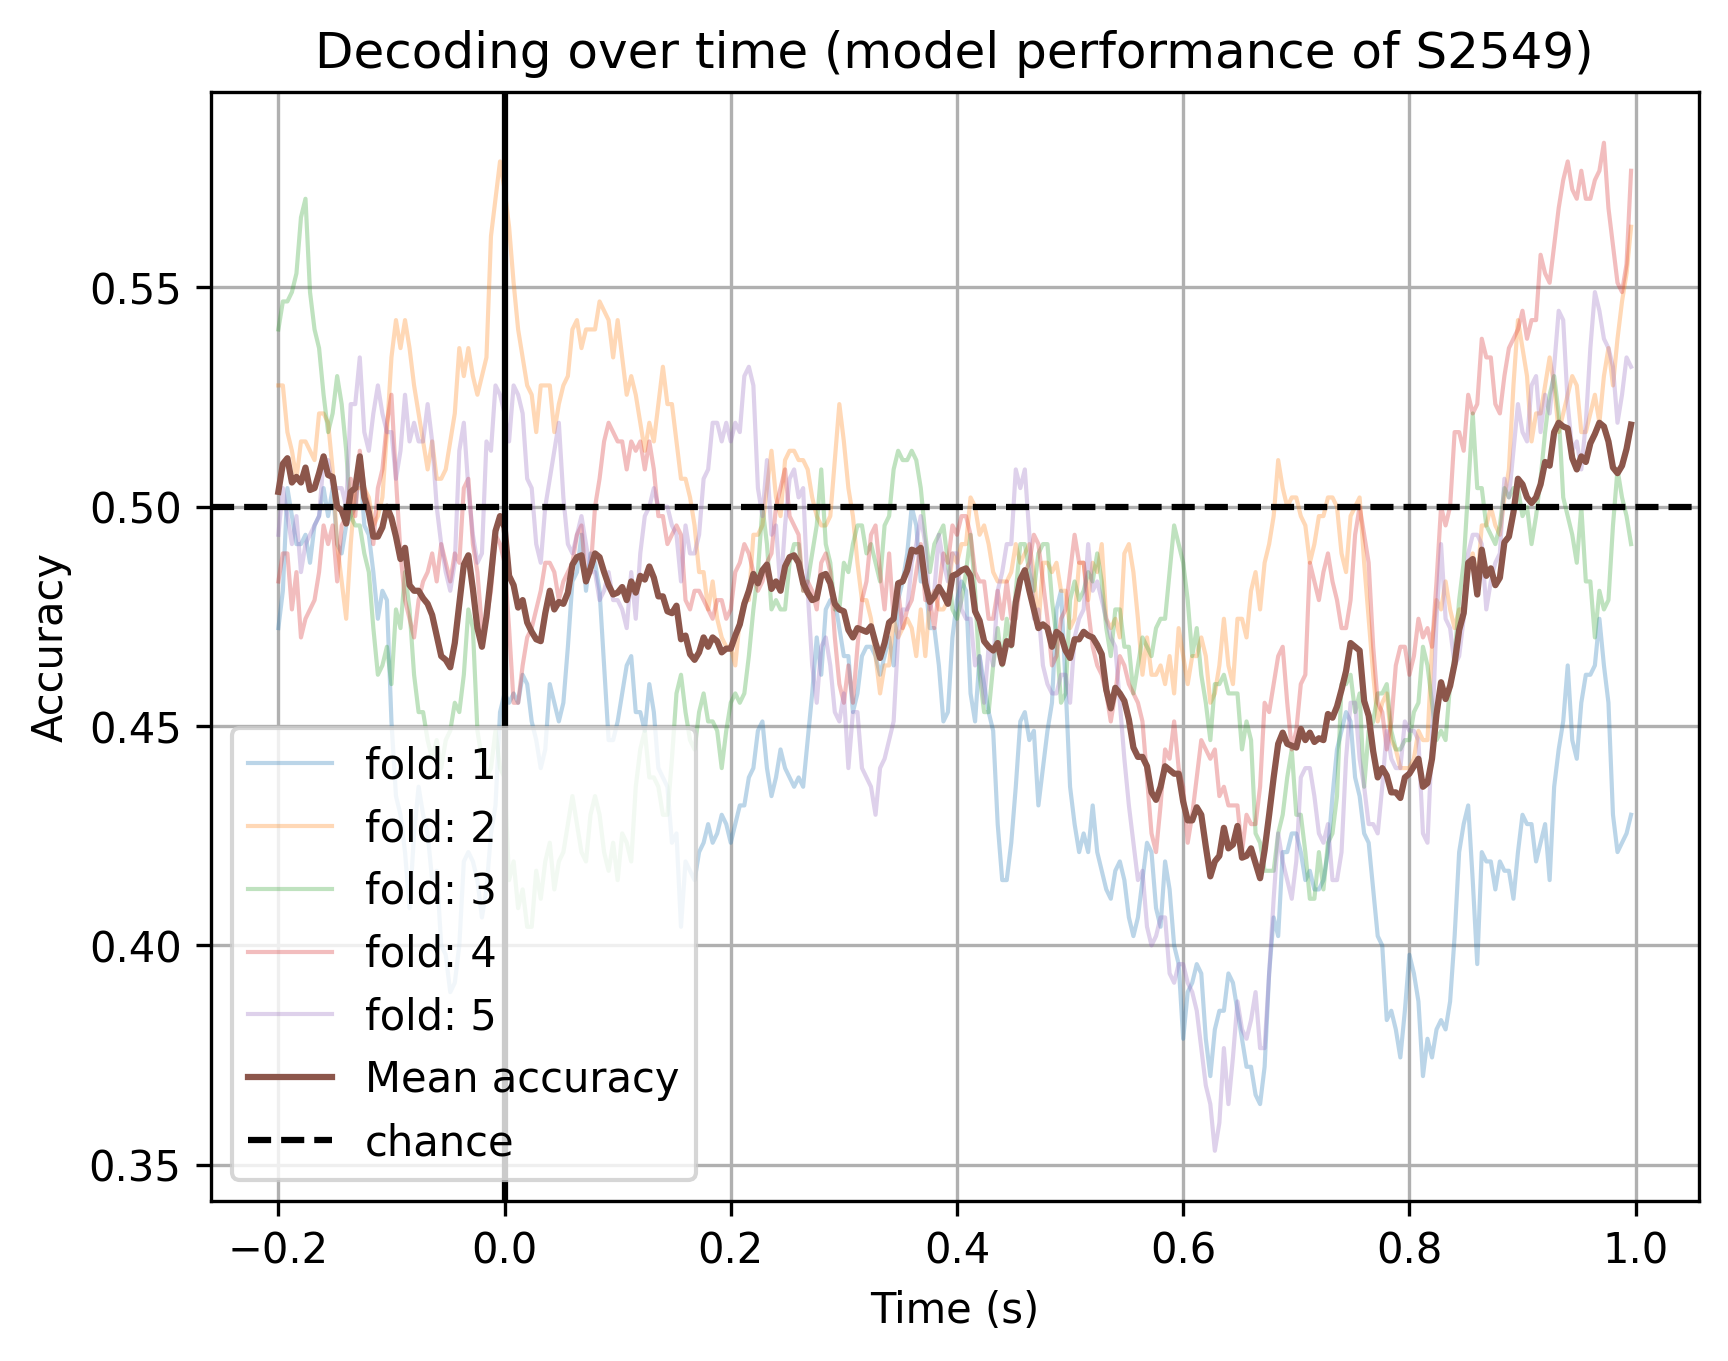 Decoding over time (model performance of S2549)
Accuracy
0.55
0.50
0.45
0.40
0.35
fold: 1
fold: 2
fold: 3
fold: 4
fold: 5
Mean accuracy
chance
−0.2 0.0 0.2 0.4 0.6 0.8 1.0
Time (s)